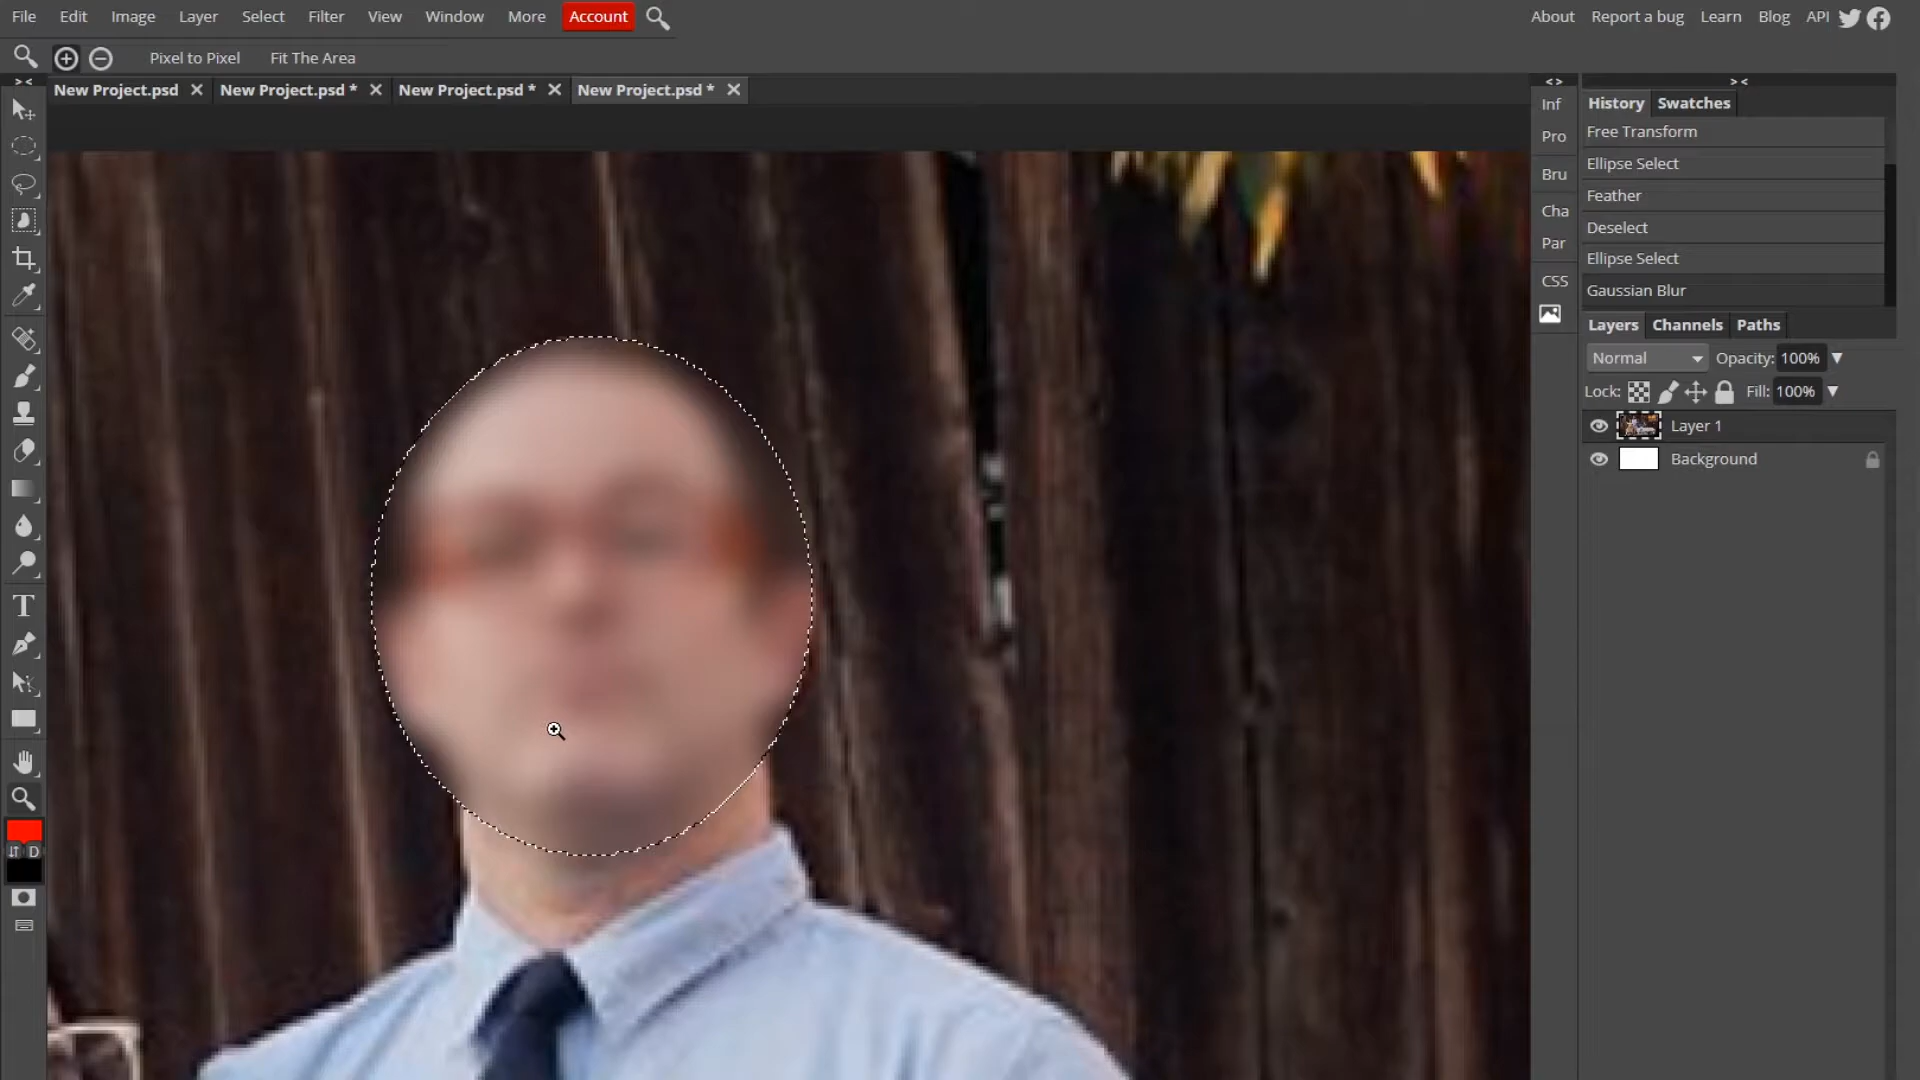 File Edit Image Layer Select Filter View Window More Account About Report a bug Learn Blog API
Pixel to Pixel Fit The Area
New Project.psd New Project.psd * New Project.psd * New Project.psd *
Inf
Pro
Bru
Cha
Par
CSS
History Swatches
Free Transform
Ellipse Select
Feather
Deselect
Ellipse Select
Gaussian Blur
Layers Channels Paths
Normal Opacity: 100%
Lock: Fill: 100%
Layer 1
Background
T
D